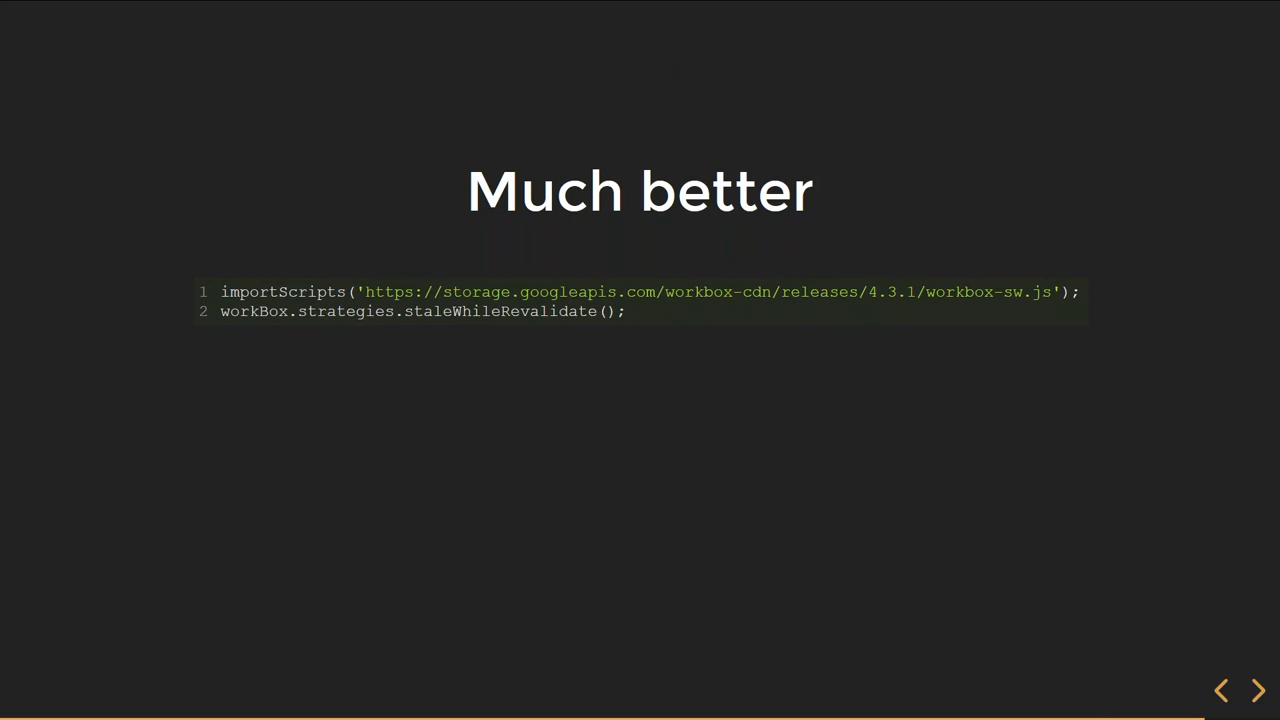 Much better
1 importScripts('https://storage.googleapis.com/workbox-cdn/releases/4.3.1/workbox-sw.js');
2 workBox.strategies.staleWhileRevalidate();